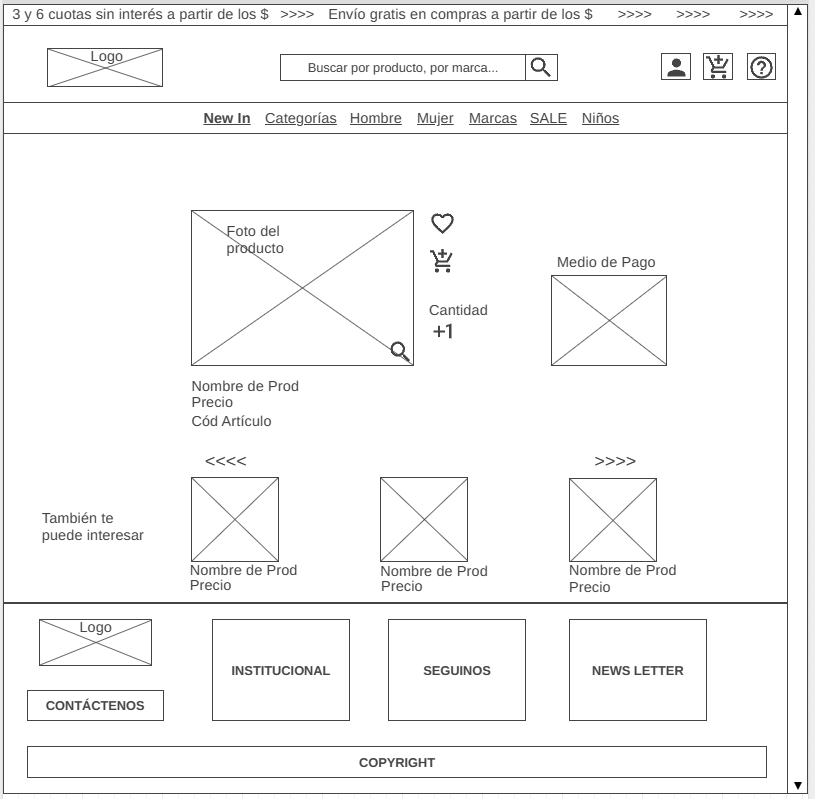 3 y 6 cuotas sin interés a partir de los $ >>>> Envío gratis en compras a partir de los $ >>>> >>>> >>>>
Logo
Buscar por producto, por marca...
New In Categorías Hombre Mujer Marcas SALE Niños
Foto del
producto
Cantidad
+1
Medio de Pago
Nombre de Prod
Precio
Cód Artículo
<<<< >>>>
También te
puede interesar
Nombre de Prod
Precio
Nombre de Prod
Precio
Nombre de Prod
Precio
Logo
CONTÁCTENOS
INSTITUCIONAL
SEGUINOS
NEWS LETTER
COPYRIGHT